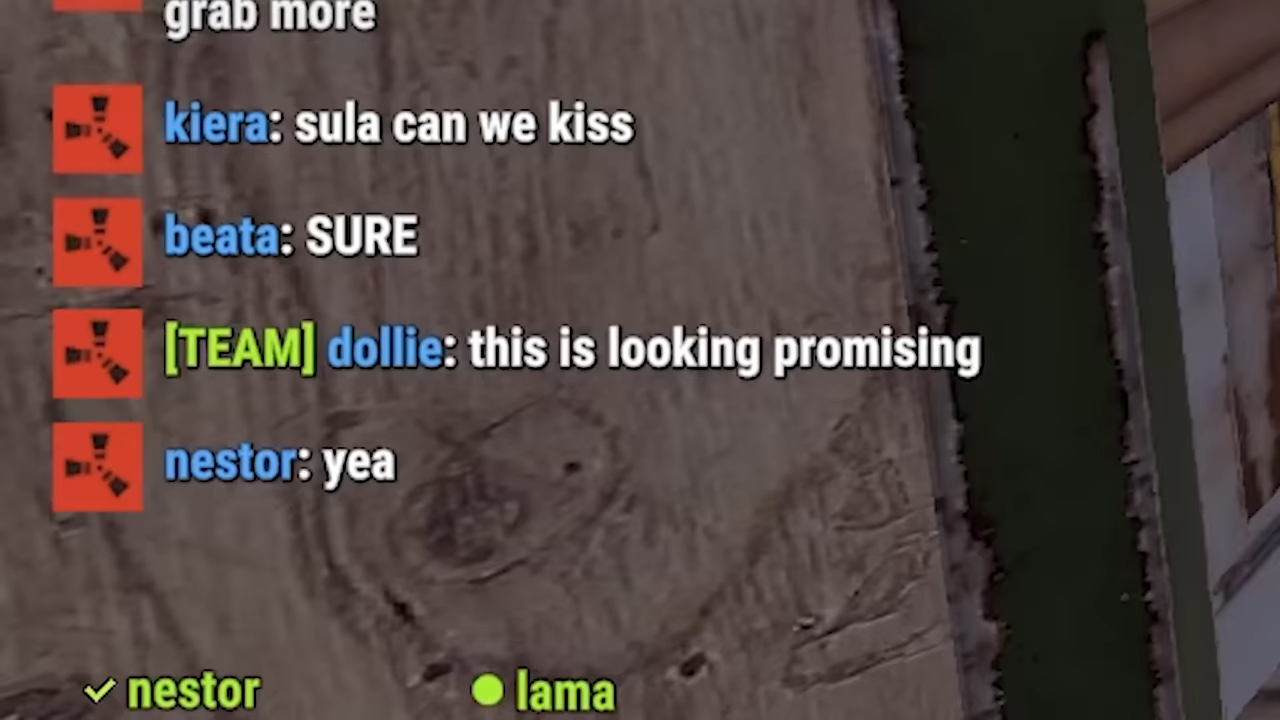 grab more
kiera: sula can we kiss
beata: SURE
[TEAM] dollie: this is looking promising
nestor: yea
nestor lama